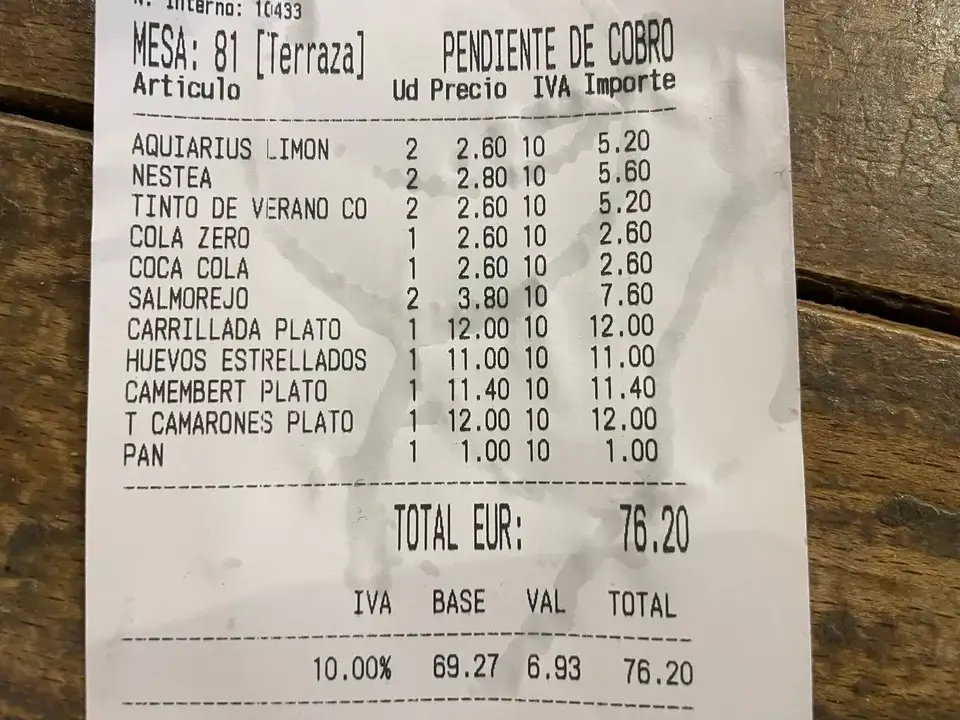 N. Interno: 10433
MESA: 81 [Terraza] PENDIENTE DE COBRO
Articulo Ud Precio IVA Importe
AQUIARIUS LIMON 2 2.60 10 5.20
NESTEA 2 2.80 10 5.60
TINTO DE VERANO CO 2 2.60 10 5.20
COLA ZERO 1 2.60 10 2.60
COCA COLA 1 2.60 10 2.60
SALMOREJO 2 3.80 10 7.60
CARRILLADA PLATO 1 12.00 10 12.00
HUEVOS ESTRELLADOS 1 11.00 10 11.00
CAMEMBERT PLATO 1 11.40 10 11.40
T CAMARONES PLATO 1 12.00 10 12.00
PAN 1 1.00 10 1.00
TOTAL EUR: 76.20
IVA BASE VAL TOTAL
10.00% 69.27 6.93 76.20